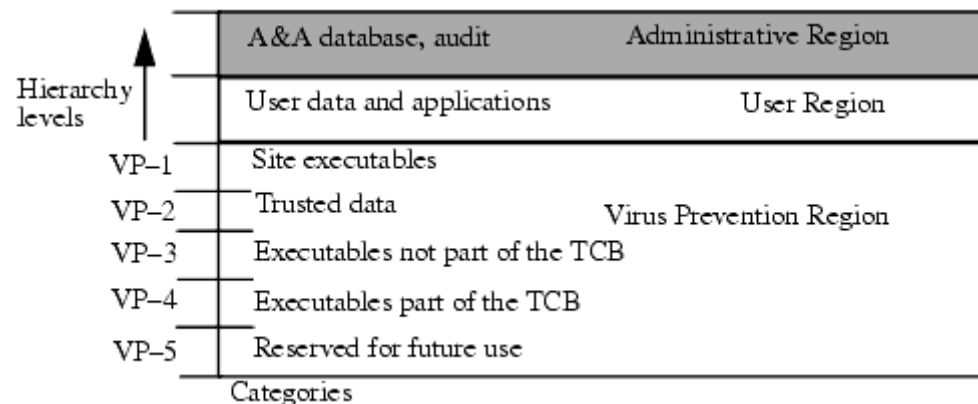 A&A database, audit Administrative Region
Hierarchy
levels
User data and applications User Region
VP–1 Site executables
VP–2 Trusted data Virus Prevention Region
VP–3 Executables not part of the TCB
VP–4 Executables part of the TCB
VP–5 Reserved for future use
Categories